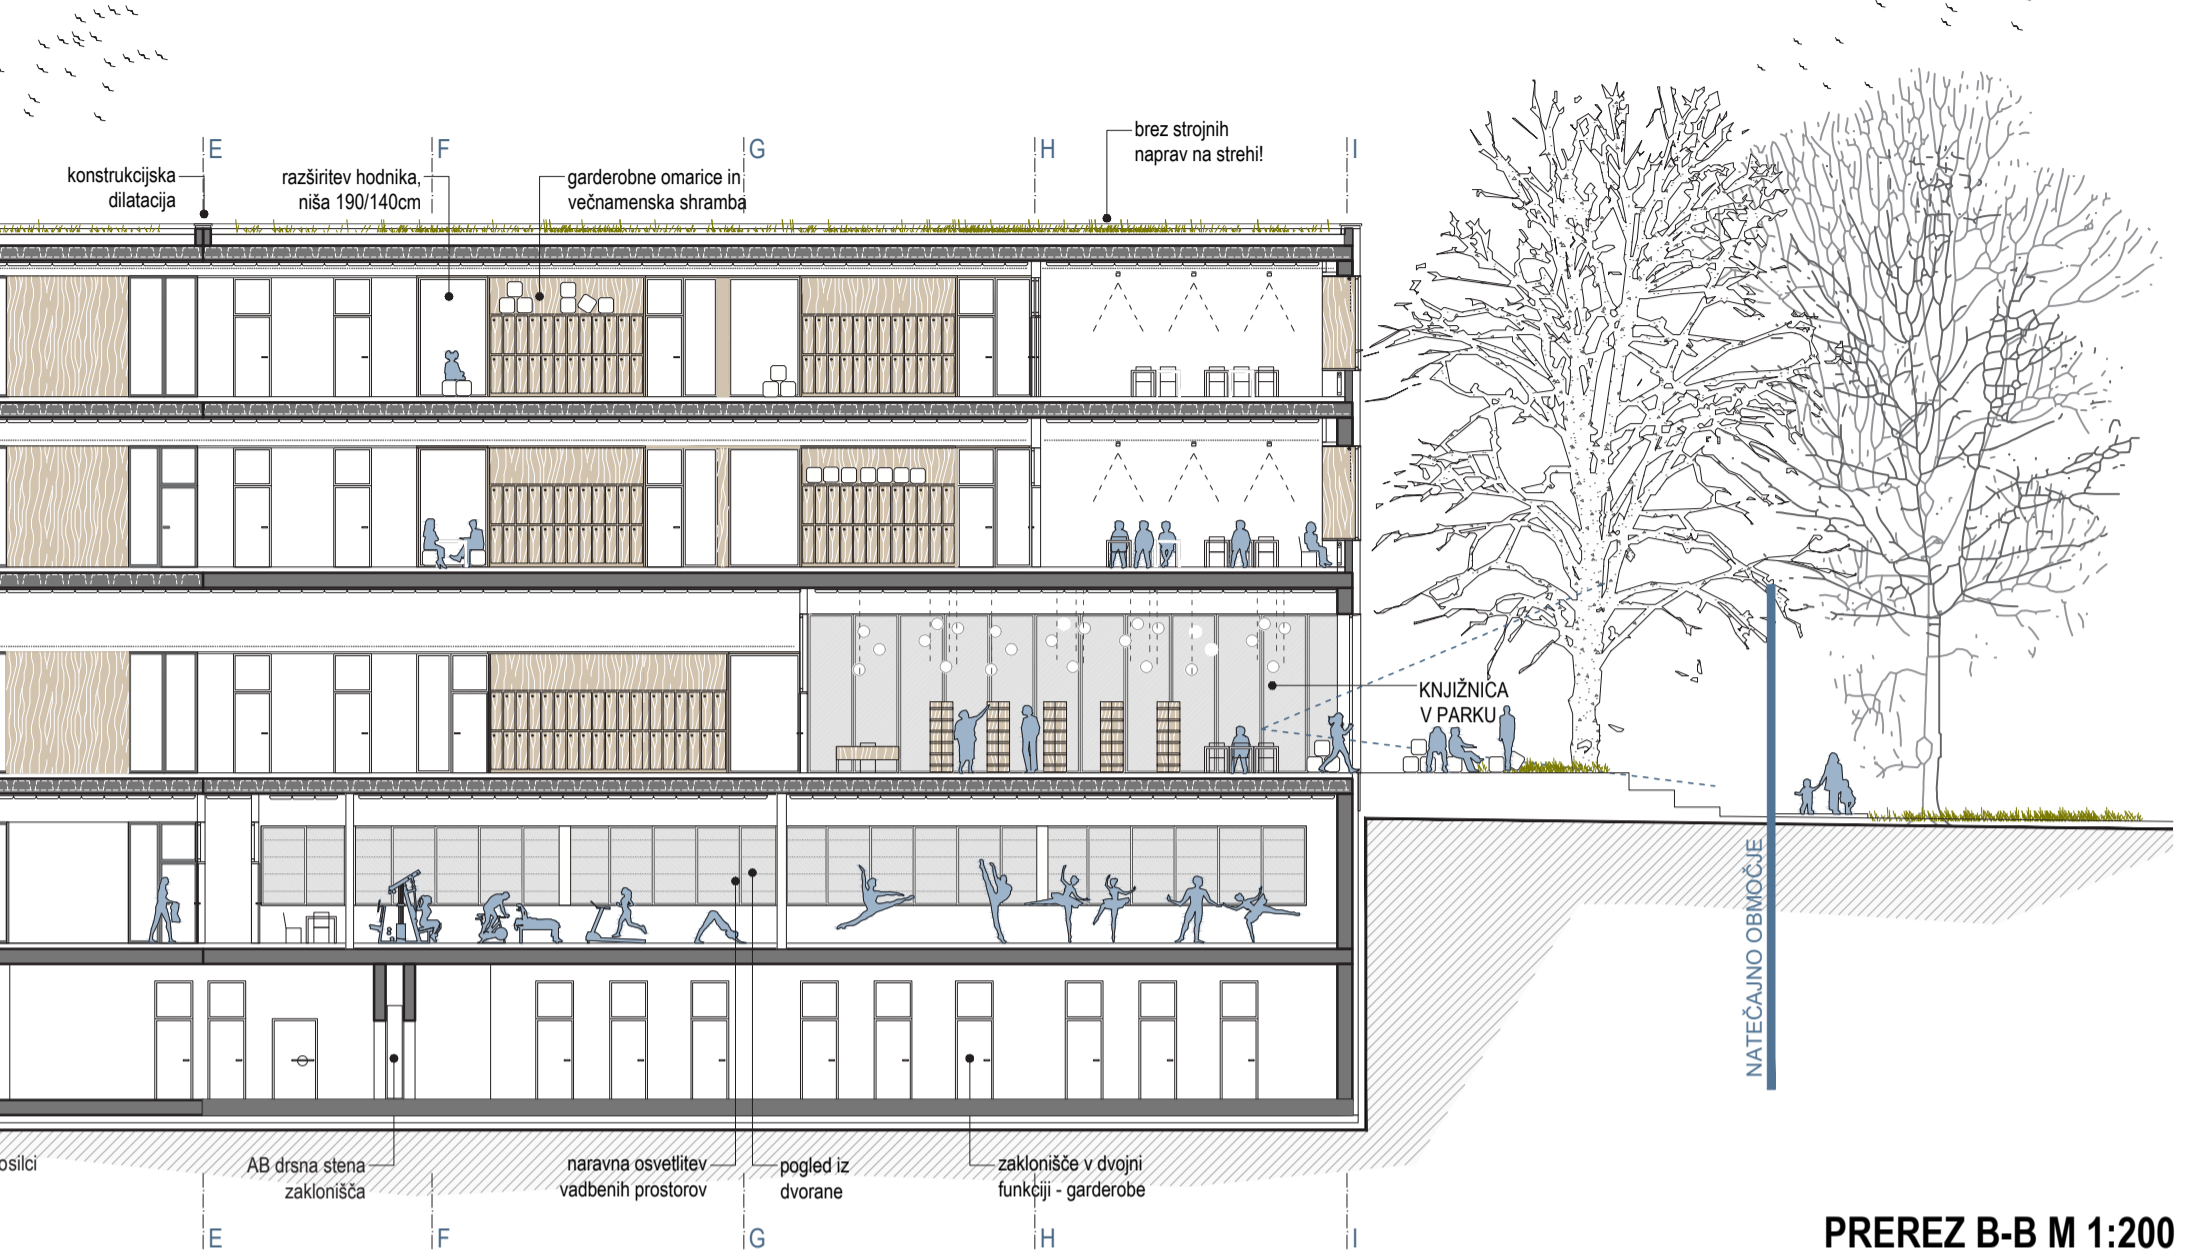 brez strojnih
naprav na strehi!
E
F
G
H
I
konstrukcijska
dilatacija
razširitev hodnika,
niša 190/140cm
garderobne omarice in
večnamenska shramba
KNJIŽNICA
V PARKU
NATEČAJNO OBMOČJE
osilci
AB drsna stena
zaklonišča
naravna osvetlitev
vadbenih prostorov
pogled iz
dvorane
zaklonišče v dvojni
funkciji - garderobe
E
F
G
H
I
PREREZ B-B M 1:200